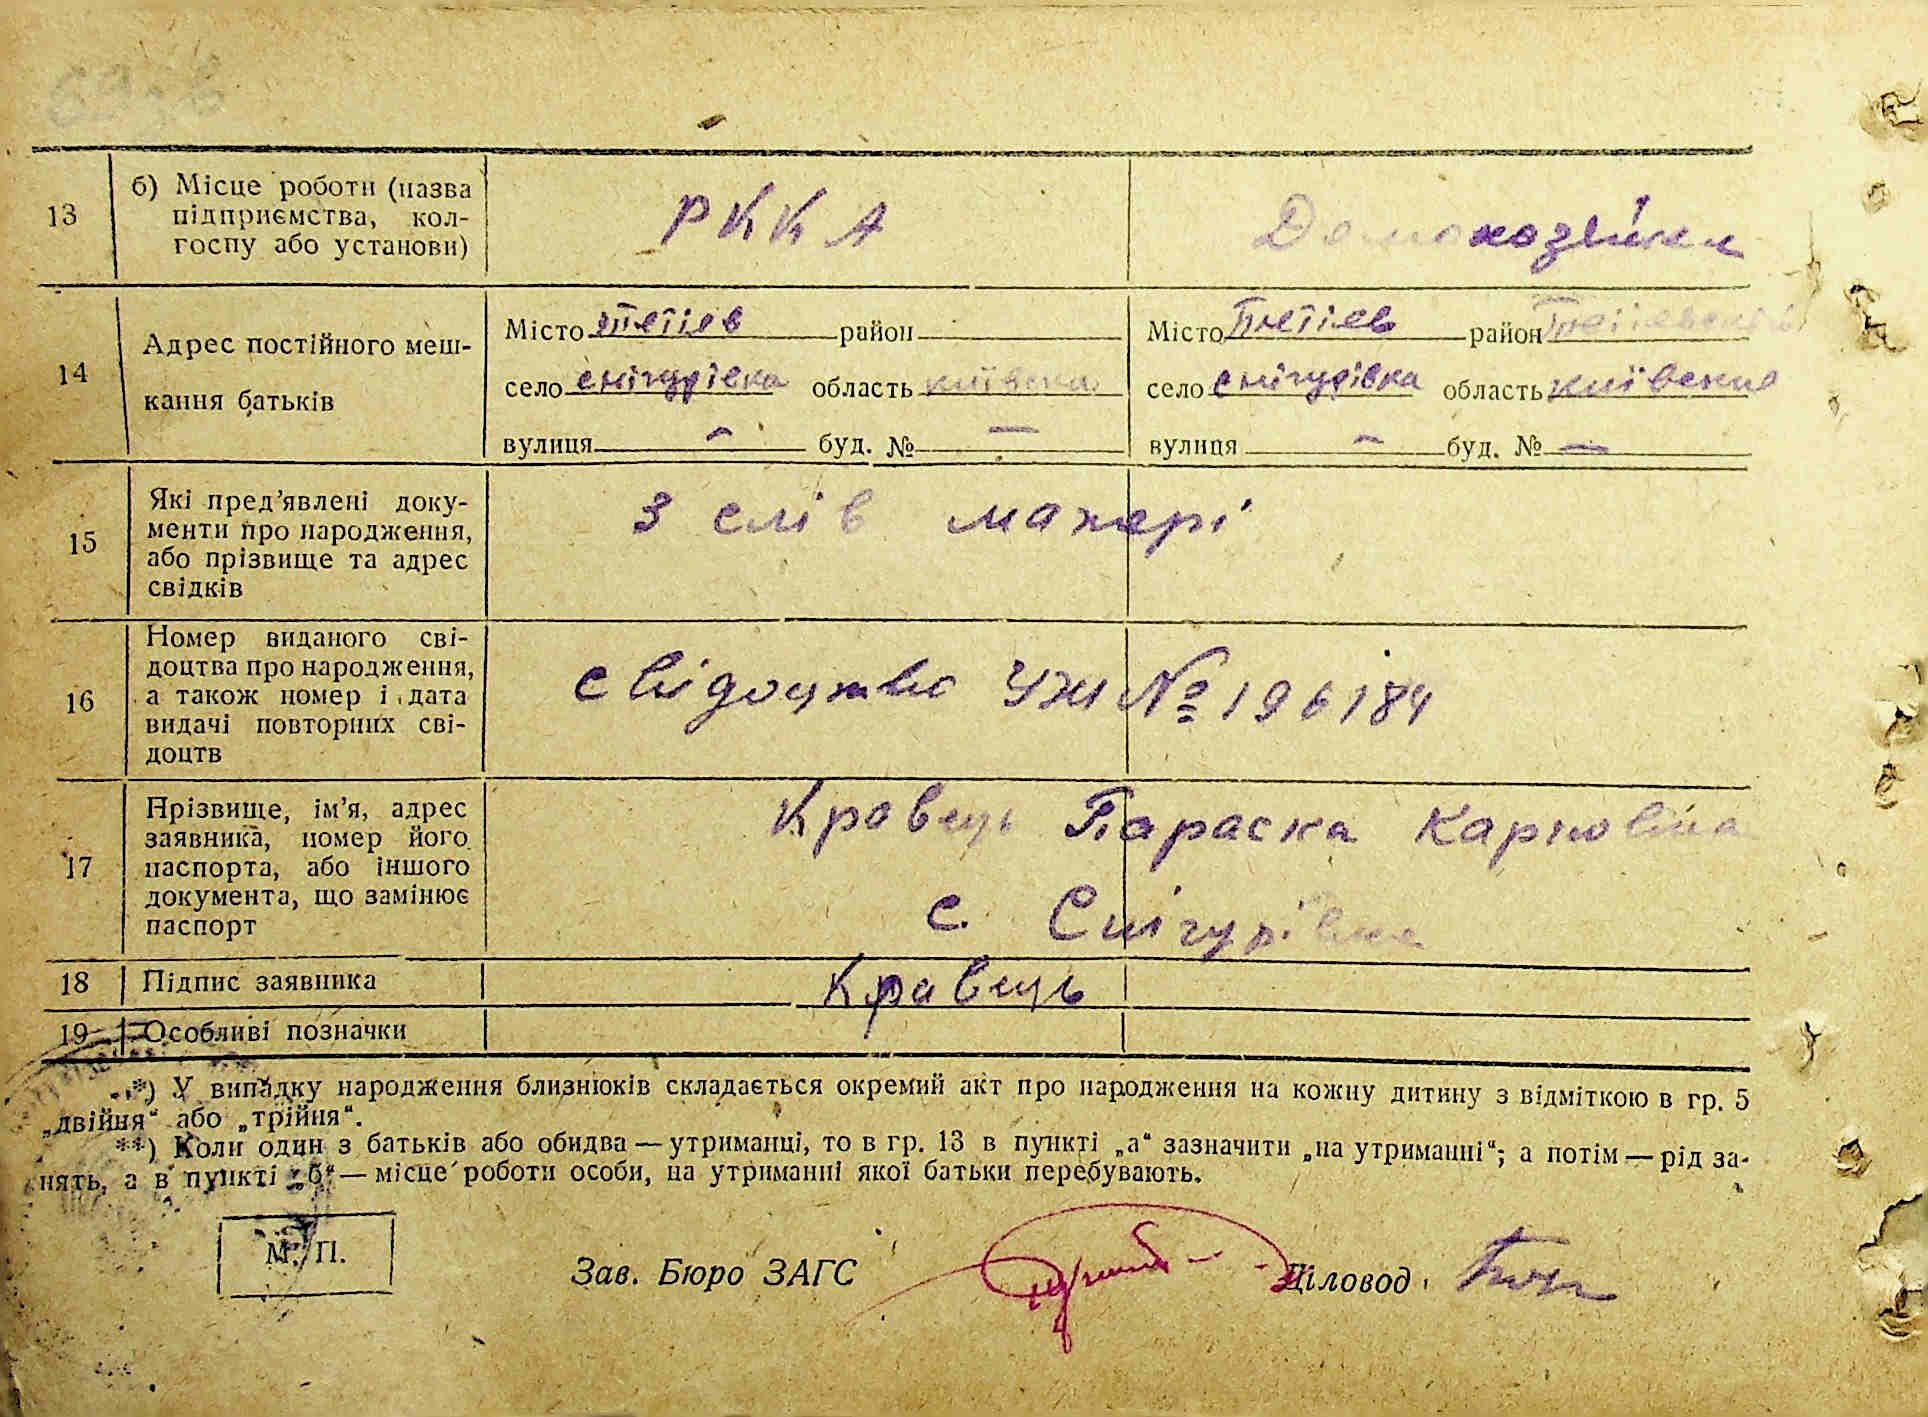 13
б) Місце роботи (назва
підприємства, кол-
госпу або установи)
РККА
Домохозяйка
14
Адрес постійного меш-
кання батьків
Місто Тетіев район
село Снігурівка область київська
вулиця — буд. № —
Місто Тетіев район Тетіевський
село Снігурівка область київська
вулиця — буд. № —
15
Які пред’явлені доку-
менти про народження,
або прізвище та адрес
свідків
З слів матері
16
Номер виданого сві-
доцтва про народження,
а також номер і дата
видачі повторних сві-
доцтв
свідоцтво УЖ № 196184
17
Прізвище, ім’я, адрес
заявника, номер його
паспорта, або іншого
документа, що замінює
паспорт
Кравець Параска Карповна
с. Снігурівка
18 Підпис заявника
Кравець
19 Особливі позначки
*) У випадку народження близнюків складається окремий акт про народження на кожну дитину з відміткою в гр. 5
„двійня“ або „трійня“.
**) Коли один з батьків або обидва — утриманці, то в гр. 13 в пункті „а“ зазначити „на утриманні“; а потім — рід за-
нять, а в пункті „б“ — місце роботи особи, на утриманні якої батьки перебувають.
М. П.
Зав. Бюро ЗАГС
Діловод